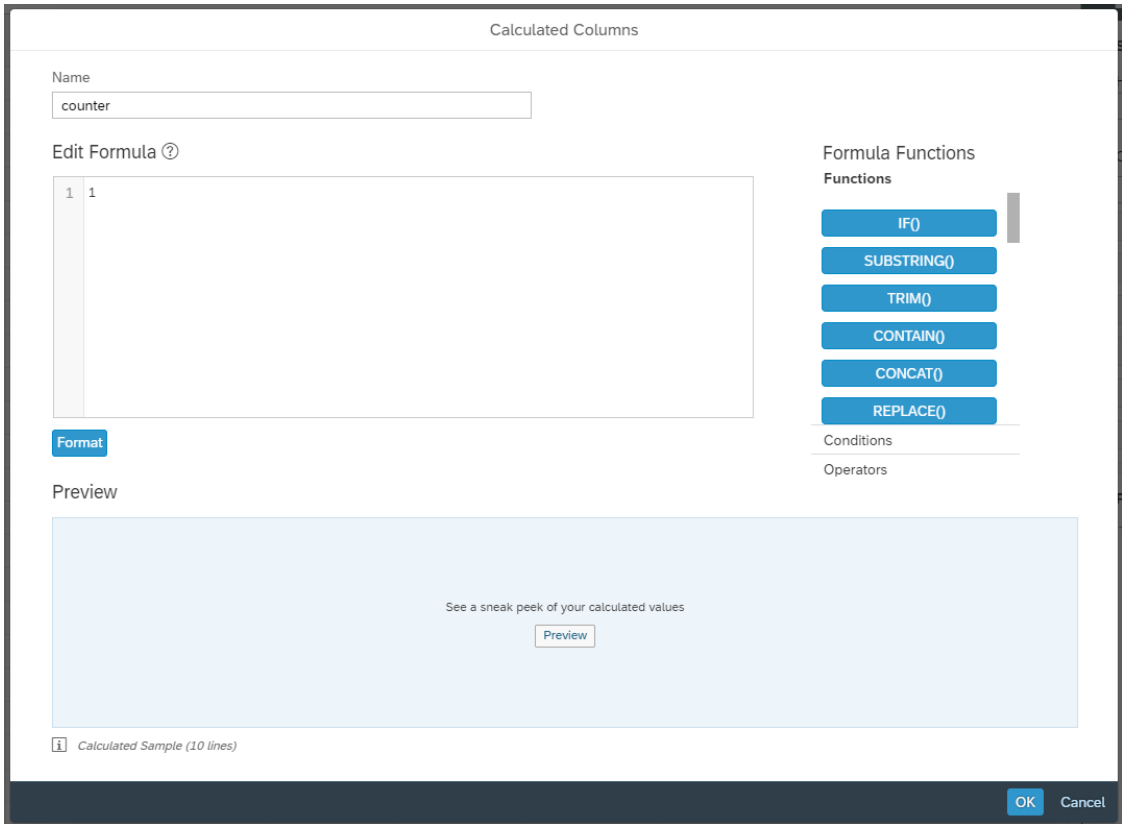 Calculated Columns
Name
counter
Edit Formula
1 1
Format
Formula Functions
Functions
IF()
SUBSTRING()
TRIM()
CONTAIN()
CONCAT()
REPLACE()
Conditions
Operators
Preview
See a sneak peek of your calculated values
Preview
Calculated Sample (10 lines)
OK Cancel